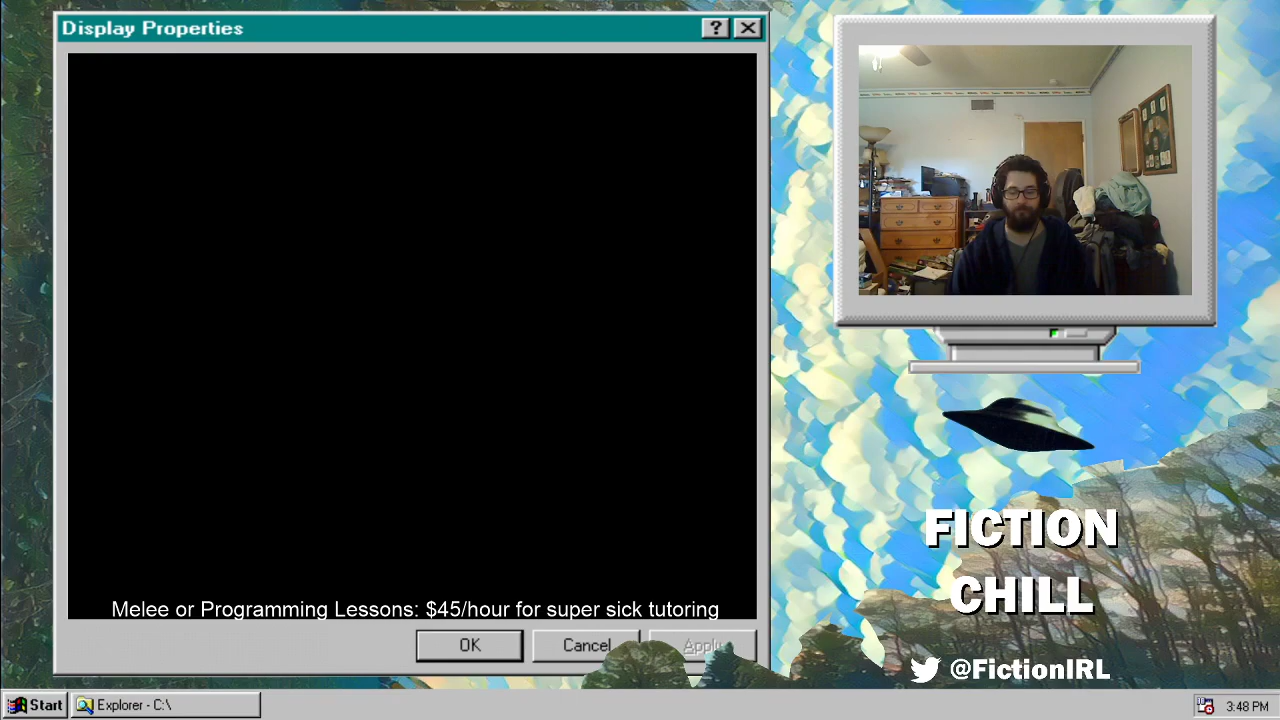 Display Properties
Melee or Programming Lessons: $45/hour for super sick tutoring
OK
Cancel
Apply
FICTION
CHILL
@FictionIRL
Start
Explorer - C:\
3:48 PM